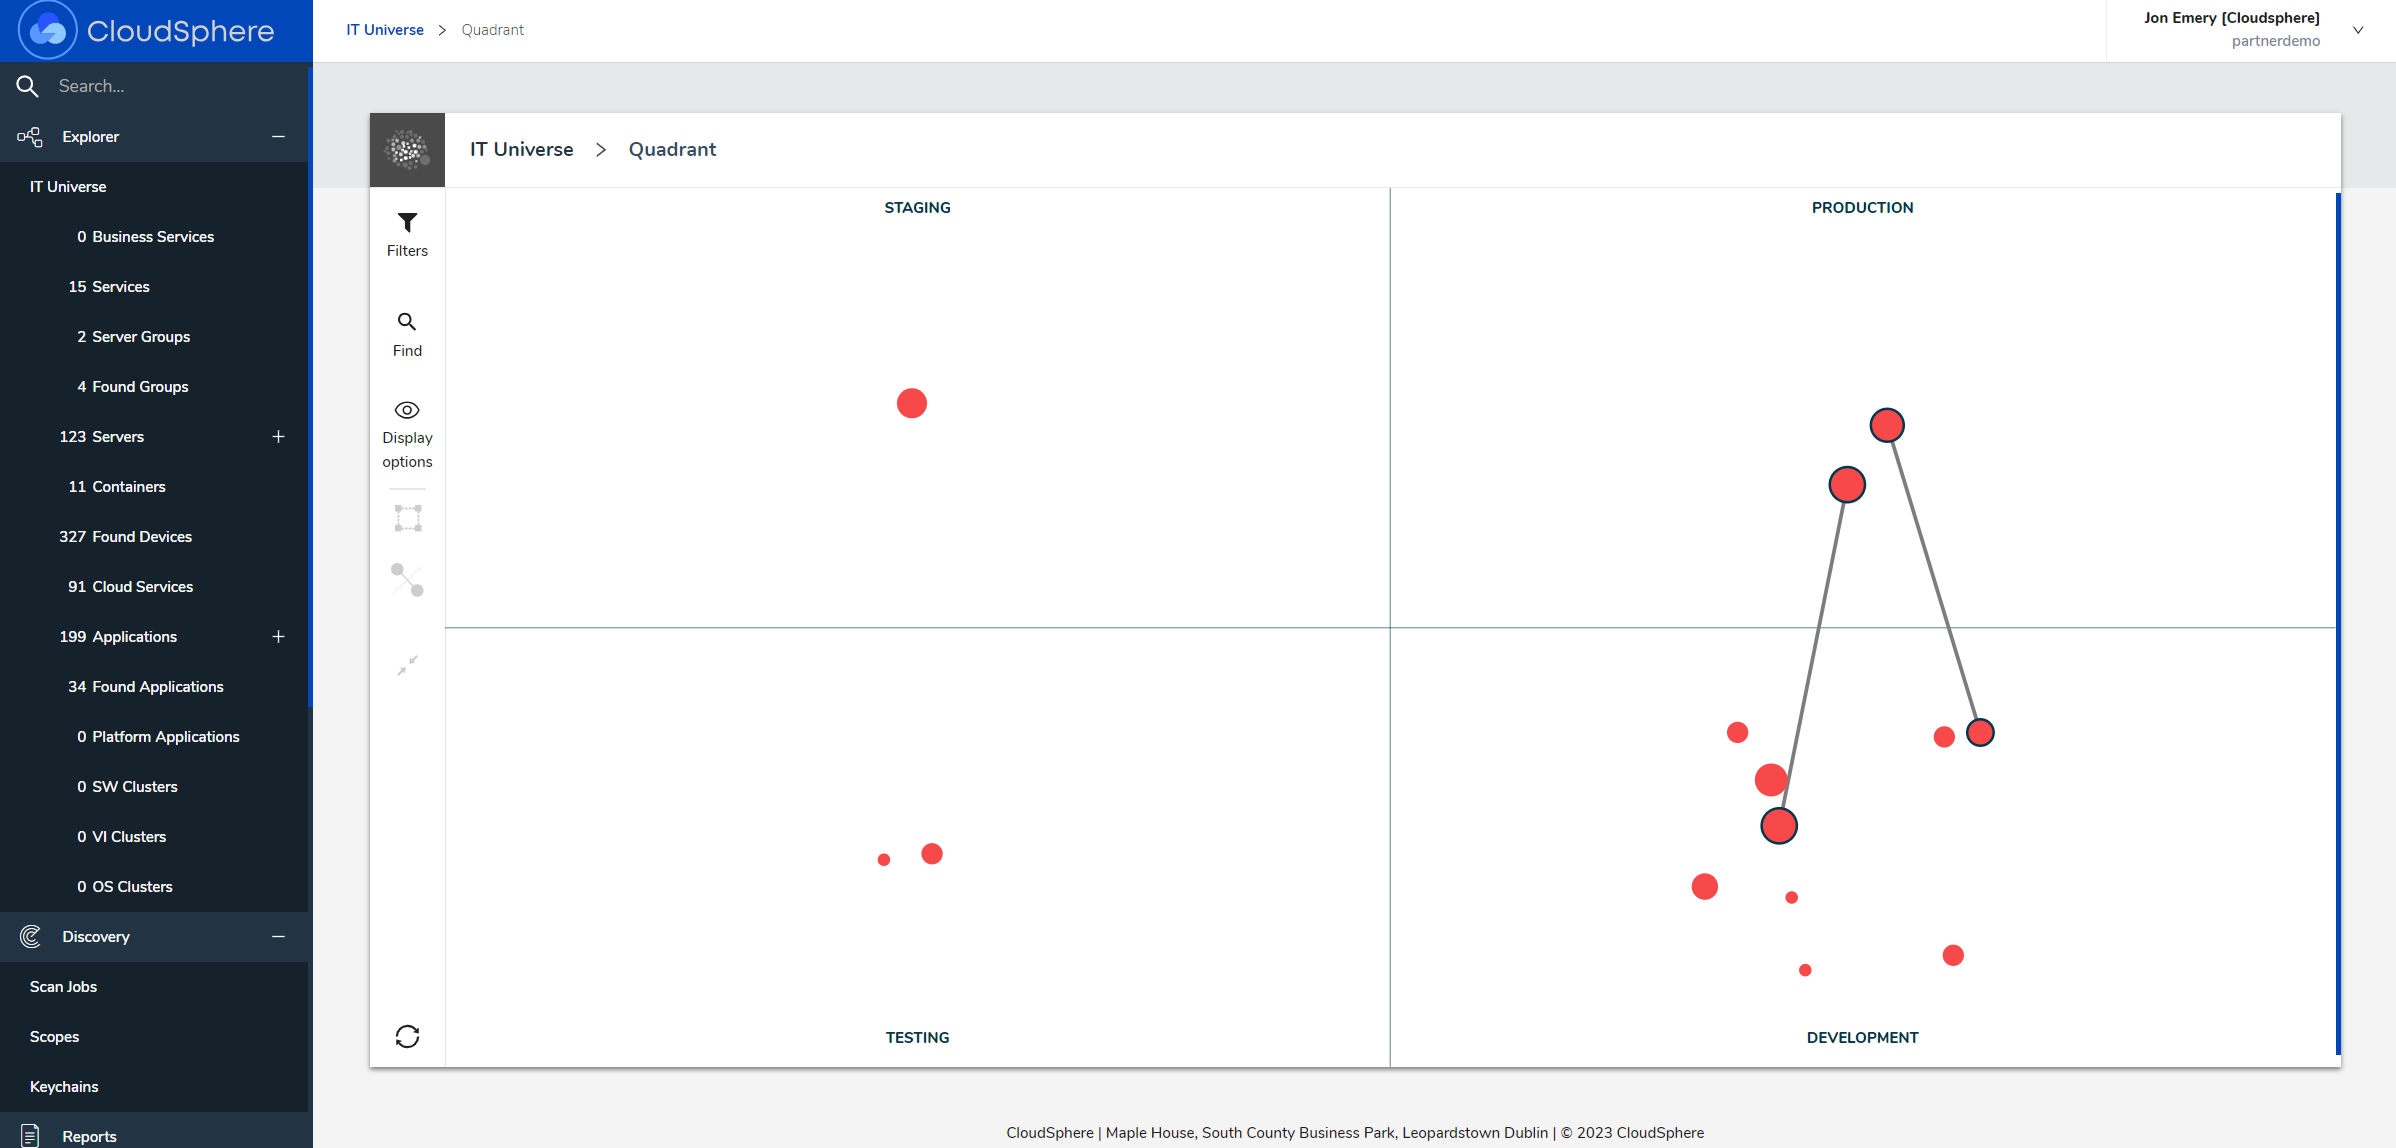 CloudSphere
IT Universe > Quadrant
Jon Emery [Cloudsphere]
partnerdemo
Search...
Explorer
IT Universe
0 Business Services
15 Services
2 Server Groups
4 Found Groups
123 Servers
11 Containers
327 Found Devices
91 Cloud Services
199 Applications
34 Found Applications
0 Platform Applications
0 SW Clusters
0 VI Clusters
0 OS Clusters
Discovery
Scan Jobs
Scopes
Keychains
Reports
IT Universe > Quadrant
Filters
Find
Display
options
STAGING
PRODUCTION
TESTING
DEVELOPMENT
CloudSphere | Maple House, South County Business Park, Leopardstown Dublin | © 2023 CloudSphere